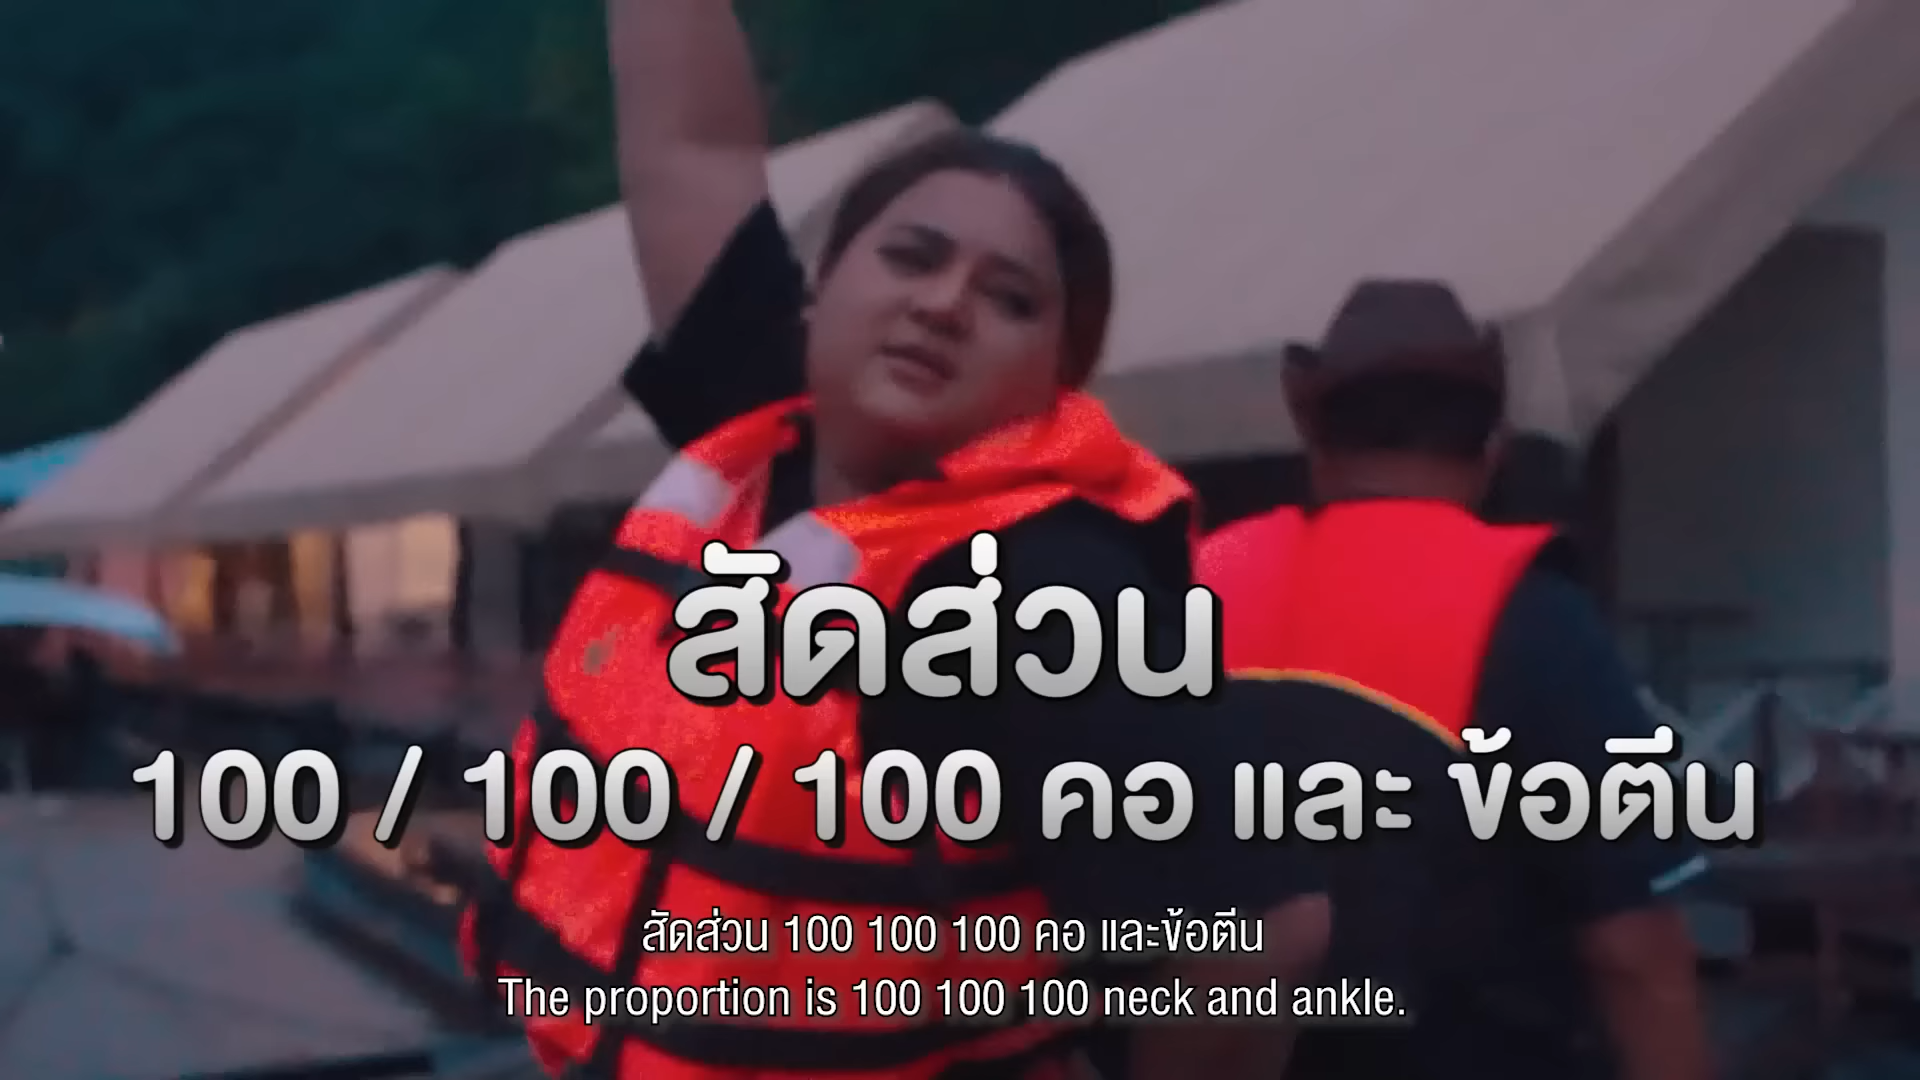 สัดส่วน
100 / 100 / 100 คอ และ ข้อตีน
สัดส่วน 100 100 100 คอ และข้อตีน
The proportion is 100 100 100 neck and ankle.